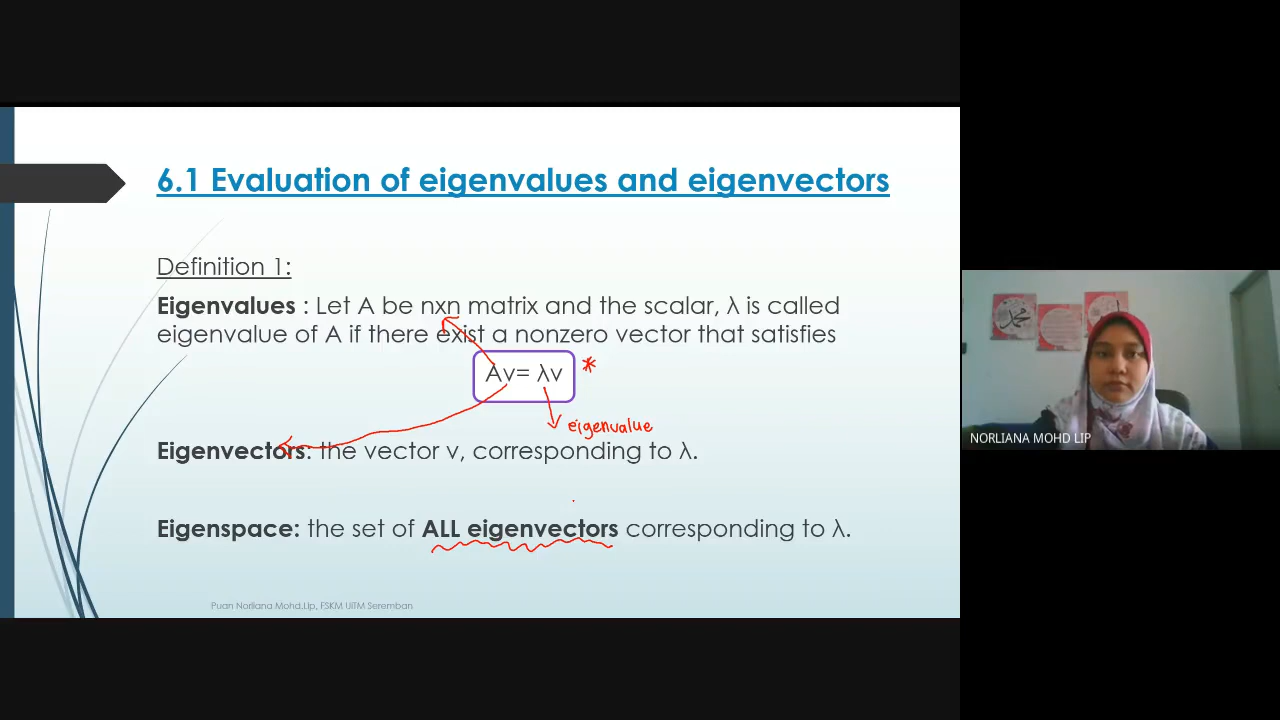 6.1 Evaluation of eigenvalues and eigenvectors
Definition 1:
Eigenvalues : Let A be nxn matrix and the scalar, λ is called
eigenvalue of A if there exist a nonzero vector that satisfies
Av= λv *
eigenvalue
Eigenvectors: the vector v, corresponding to λ.
Eigenspace: the set of ALL eigenvectors corresponding to λ.
Puan Norliana Mohd.Lip, FSKM UiTM Seremban
NORLIANA MOHD LIP